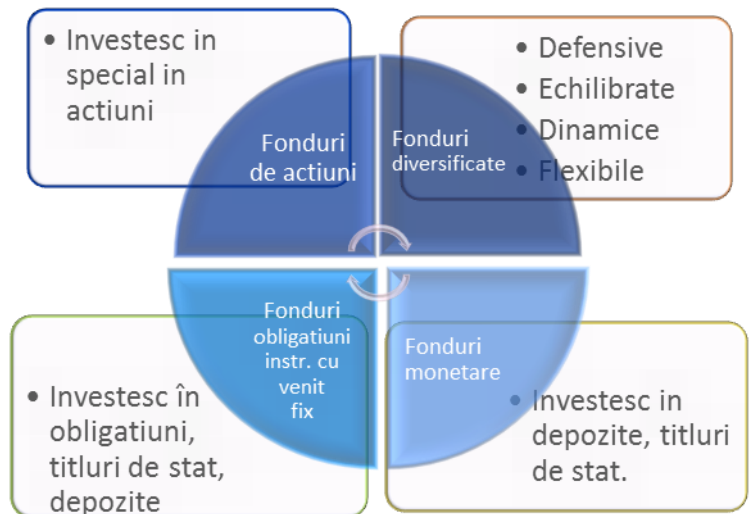 • Investesc in
special in
actiuni
• Defensive
• Echilibrate
• Dinamice
• Flexibile
Fonduri
de actiuni
Fonduri
diversificate
Fonduri
obligatiuni
instr. cu
venit
fix
Fonduri
monetare
• Investesc în
obligatiuni,
titluri de stat,
depozite
• Investesc in
depozite, titluri
de stat.